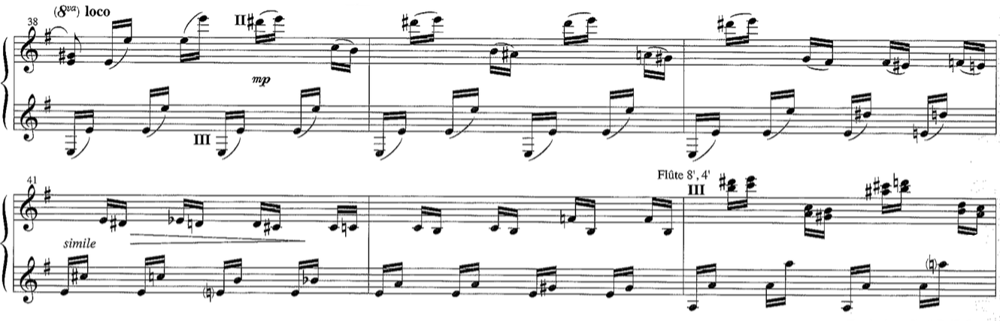 (8va) loco
38
II
mp
III
41
Flûte 8', 4'
III
simile